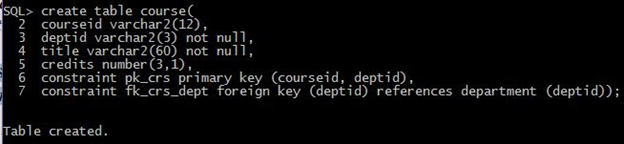 SQL> create table course(
2 courseid varchar2(12),
3 deptid varchar2(3) not null,
4 title varchar2(60) not null,
5 credits number(3,1),
6 constraint pk_crs primary key (courseid, deptid),
7 constraint fk_crs_dept foreign key (deptid) references department (deptid));
Table created.